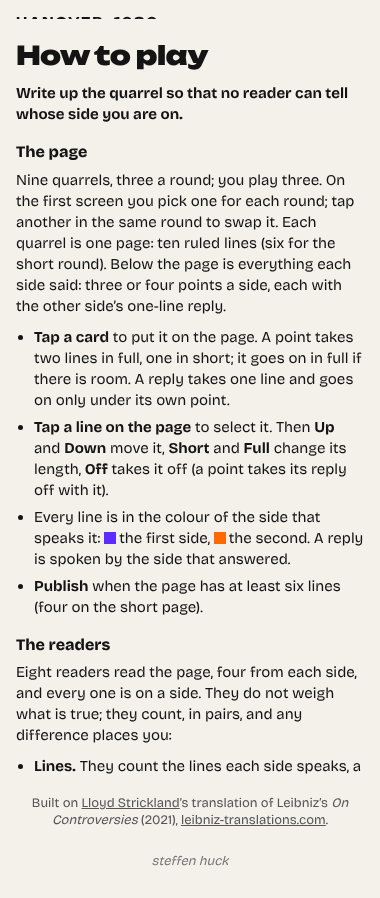 HANOVER, 1680
How to play
Write up the quarrel so that no reader can tell
whose side you are on.
The page
Nine quarrels, three a round; you play three. On
the first screen you pick one for each round; tap
another in the same round to swap it. Each
quarrel is one page: ten ruled lines (six for the
short round). Below the page is everything each
side said: three or four points a side, each with
the other side's one-line reply.
• Tap a card to put it on the page. A point takes
two lines in full, one in short; it goes on in full if
there is room. A reply takes one line and goes
on only under its own point.
• Tap a line on the page to select it. Then Up
and Down move it, Short and Full change its
length, Off takes it off (a point takes its reply
off with it).
• Every line is in the colour of the side that
speaks it: the first side, the second. A reply
is spoken by the side that answered.
• Publish when the page has at least six lines
(four on the short page).
The readers
Eight readers read the page, four from each side,
and every one is on a side. They do not weigh
what is true; they count, in pairs, and any
difference places you:
• Lines. They count the lines each side speaks, a
Built on Lloyd Strickland's translation of Leibniz's On
Controversies (2021), leibniz-translations.com.
steffen huck